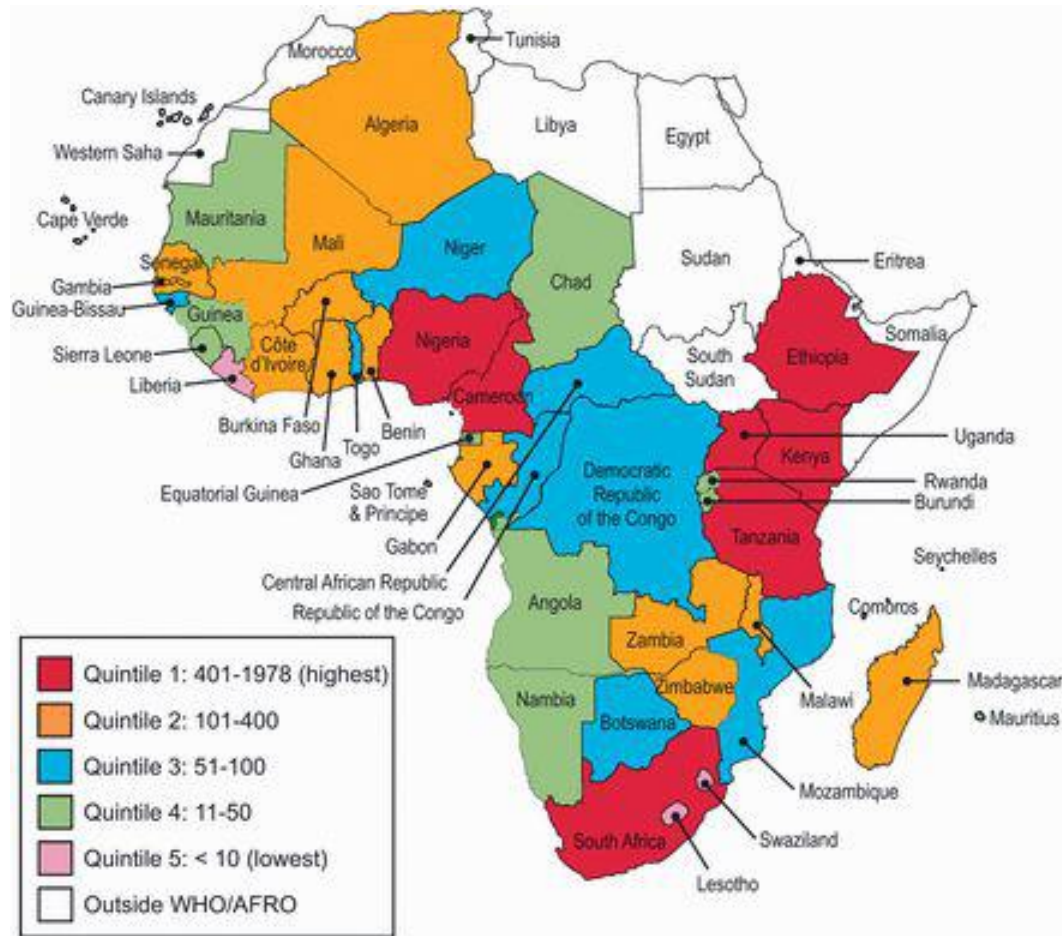 Tunisia
Morocco
Canary Islands
Algeria
Libya
Egypt
Western Saha
Mauritania
Cape Verde
Mali
Niger
Chad
Sudan
Eritrea
Senegal
Gambia
Guinea-Bissau
Guinea
Nigeria
Somalia
Sierra Leone
Côte
d'Ivoire
South
Sudan
Ethiopia
Liberia
Cameroon
Burkina Faso
Benin
Togo
Ghana
Uganda
Kenya
Equatorial Guinea
Sao Tome
& Principe
Democratic
Republic
of the Congo
Rwanda
Burundi
Gabon
Tanzania
Seychelles
Central African Republic
Republic of the Congo
Angola
Comoros
Zambia
Malawi
Madagascar
Zimbabwe
Mauritius
Nambia
Botswana
Mozambique
South Africa
Swaziland
Lesotho
Quintile 1: 401-1978 (highest)
Quintile 2: 101-400
Quintile 3: 51-100
Quintile 4: 11-50
Quintile 5: < 10 (lowest)
Outside WHO/AFRO